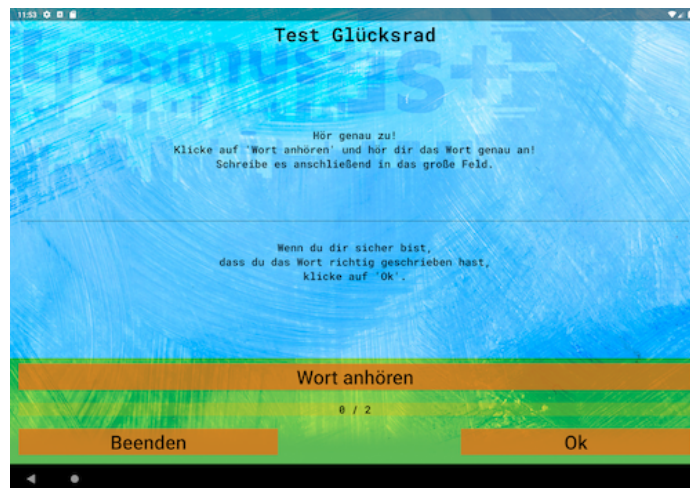 11:53
Test Glücksrad
Erasmus+
Hör genau zu!
Klicke auf 'Wort anhören' und hör dir das Wort genau an!
Schreibe es anschließend in das große Feld.
Wenn du dir sicher bist,
dass du das Wort richtig geschrieben hast,
klicke auf 'Ok'.
Wort anhören
0 / 2
Beenden
Ok